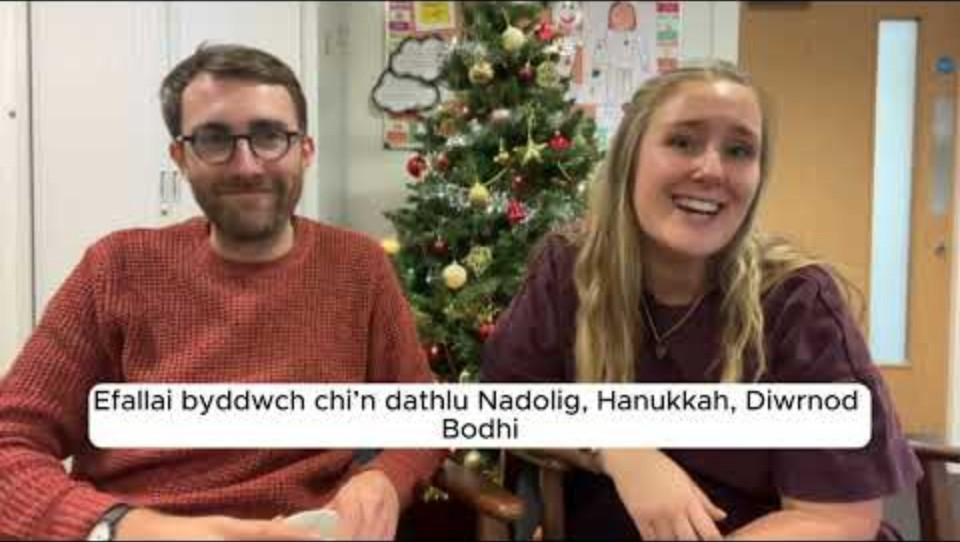 Efallai byddwch chi'n dathlu Nadolig, Hanukkah, Diwrnod
Bodhi